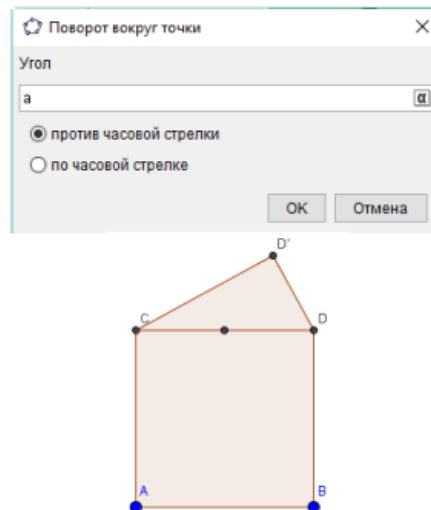 Поворот вокруг точки
Угол
a
α
против часовой стрелки
по часовой стрелке
OK Отмена
D'
C D
A B